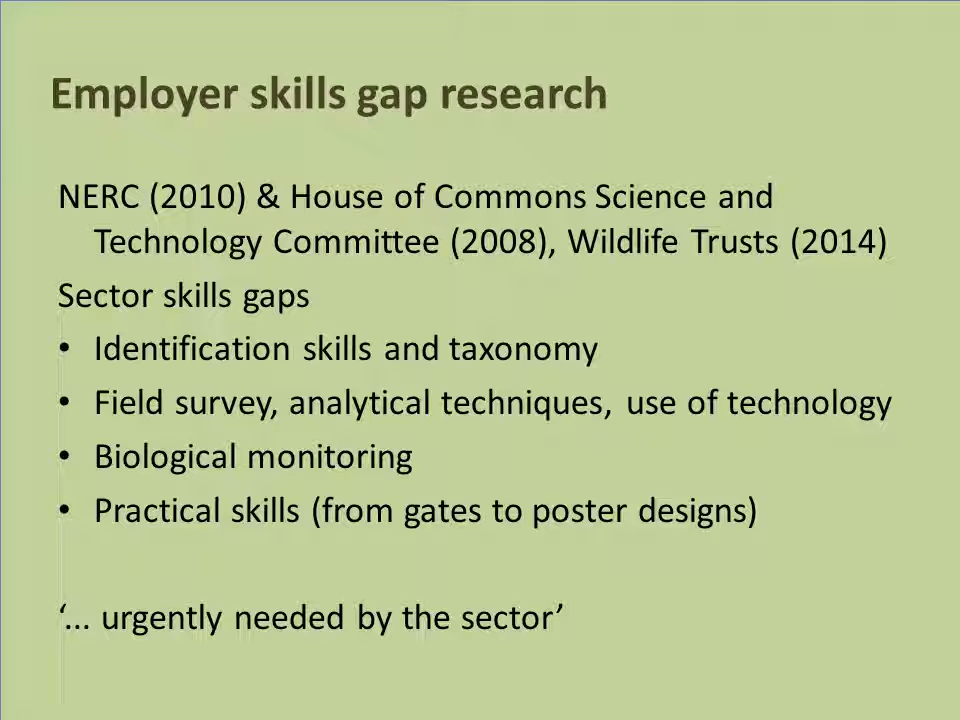 Employer skills gap research
NERC (2010) & House of Commons Science and
Technology Committee (2008), Wildlife Trusts (2014)
Sector skills gaps
• Identification skills and taxonomy
• Field survey, analytical techniques, use of technology
• Biological monitoring
• Practical skills (from gates to poster designs)
‘... urgently needed by the sector’